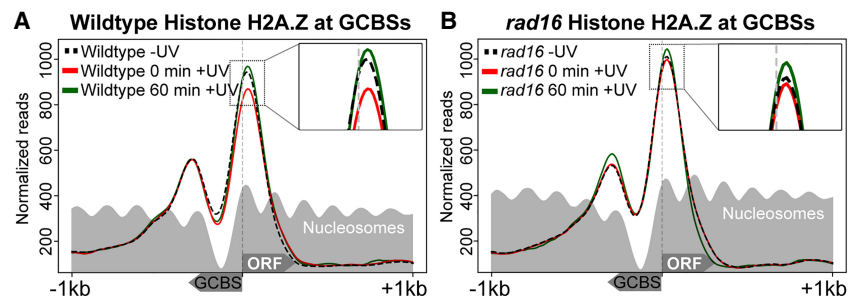 A Wildtype Histone H2A.Z at GCBSs
Wildtype -UV
Wildtype 0 min +UV
Wildtype 60 min +UV
Normalized reads
1000
800
600
400
200
Nucleosomes
ORF
GCBS
-1kb
+1kb
B rad16 Histone H2A.Z at GCBSs
rad16 -UV
rad16 0 min +UV
rad16 60 min +UV
Normalized reads
1000
800
600
400
200
Nucleosomes
ORF
GCBS
-1kb
+1kb